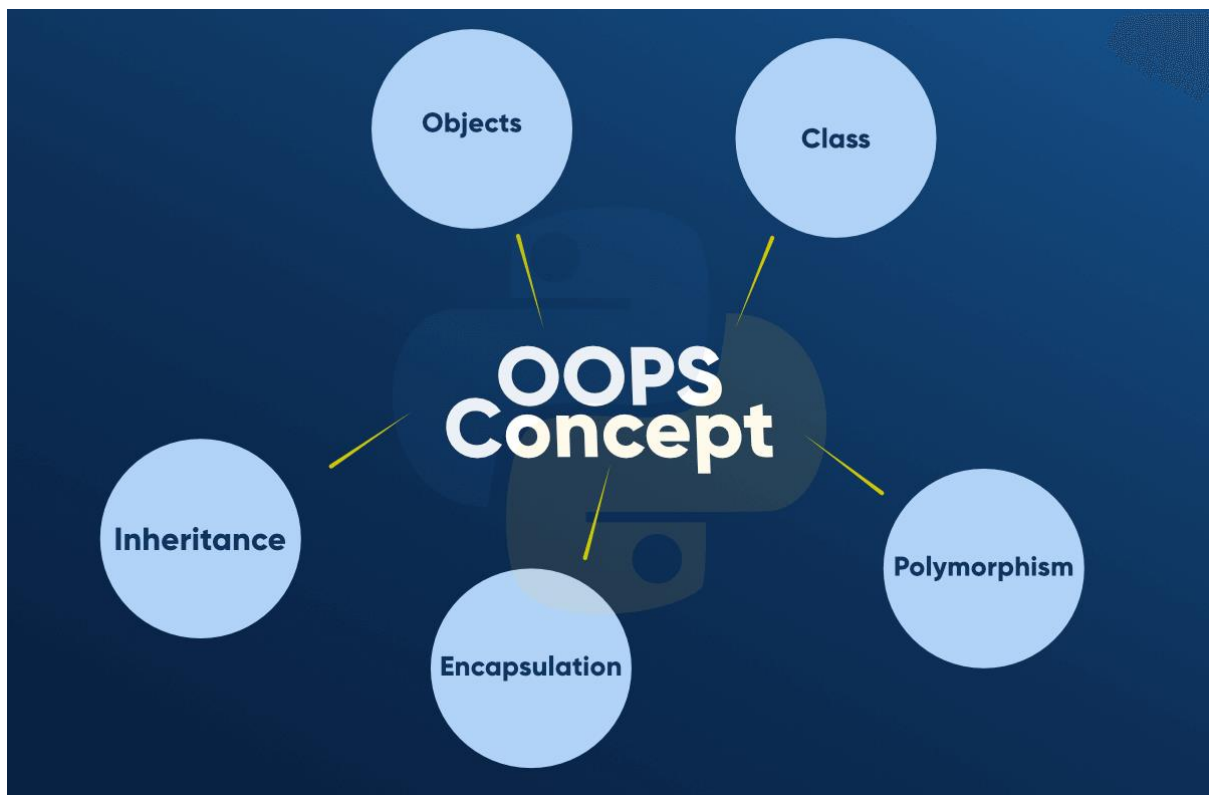 Objects
Class
OOPS
Concept
Inheritance
Polymorphism
Encapsulation